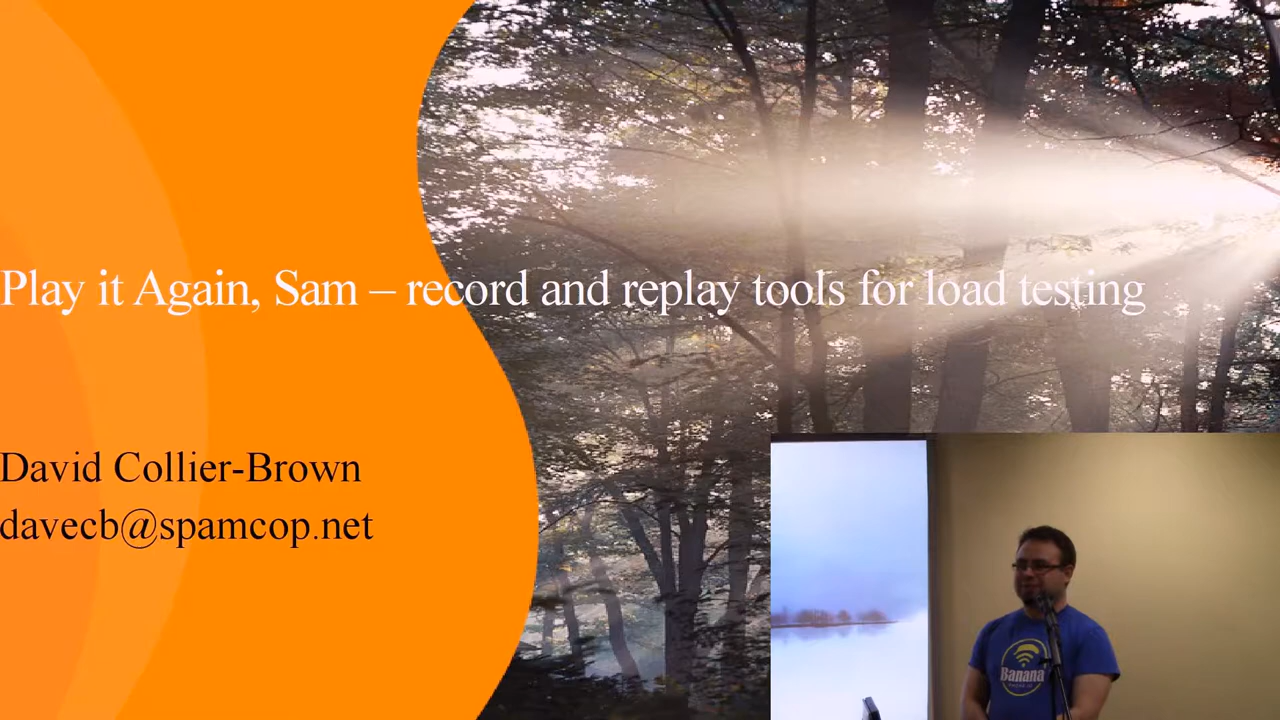 Play it Again, Sam – record and replay tools for load testing
David Collier-Brown
davecb@spamcop.net
Banana